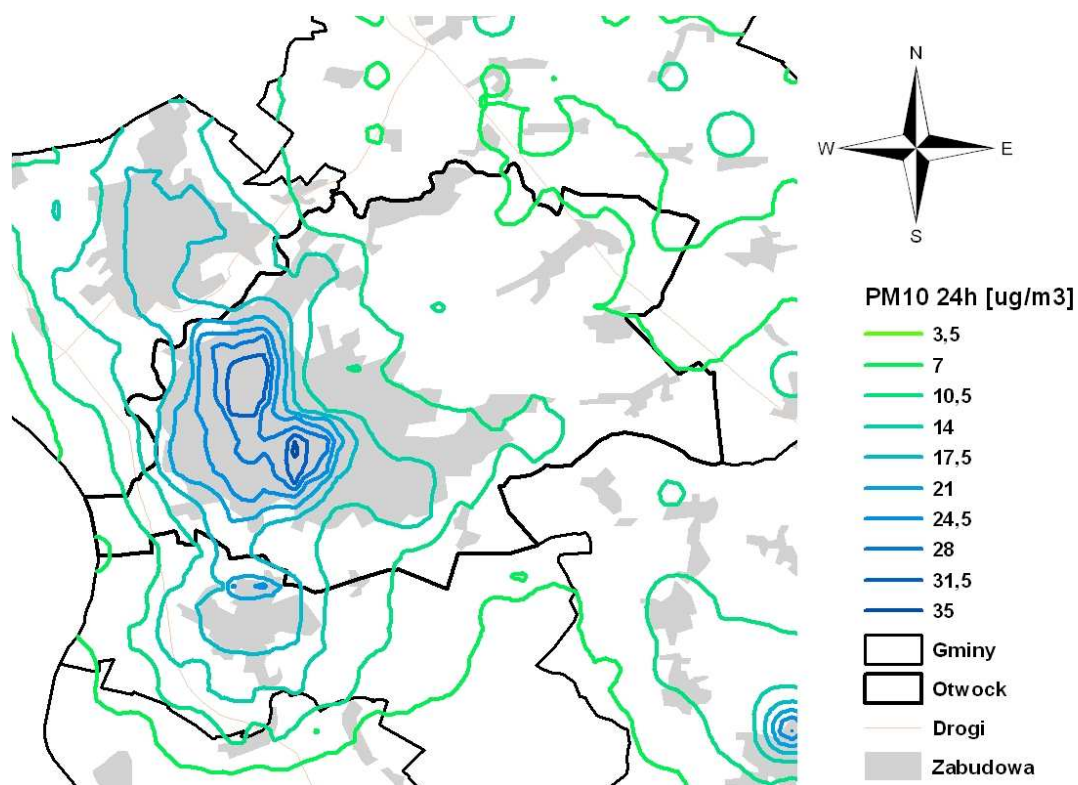 N
W E
S
PM10 24h [ug/m3]
3,5
7
10,5
14
17,5
21
24,5
28
31,5
35
Gminy
Otwock
Drogi
Zabudowa